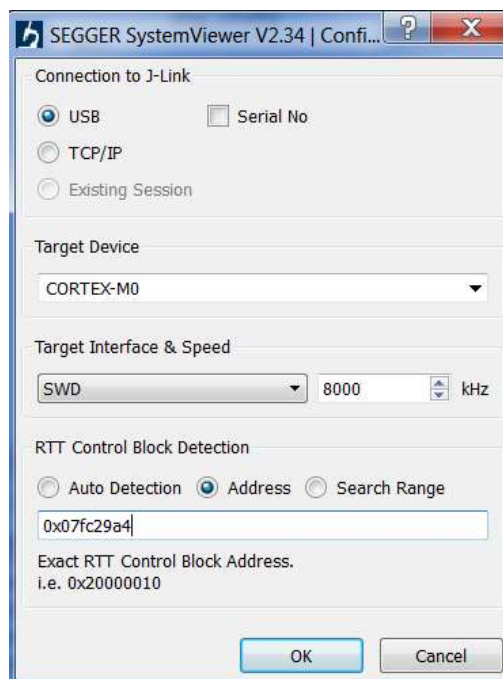 SEGGER SystemViewer V2.34 | Confi...
Connection to J-Link
USB Serial No
TCP/IP
Existing Session
Target Device
CORTEX-M0
Target Interface & Speed
SWD 8000 kHz
RTT Control Block Detection
Auto Detection Address Search Range
0x07fc29a4
Exact RTT Control Block Address.
i.e. 0x20000010
OK Cancel